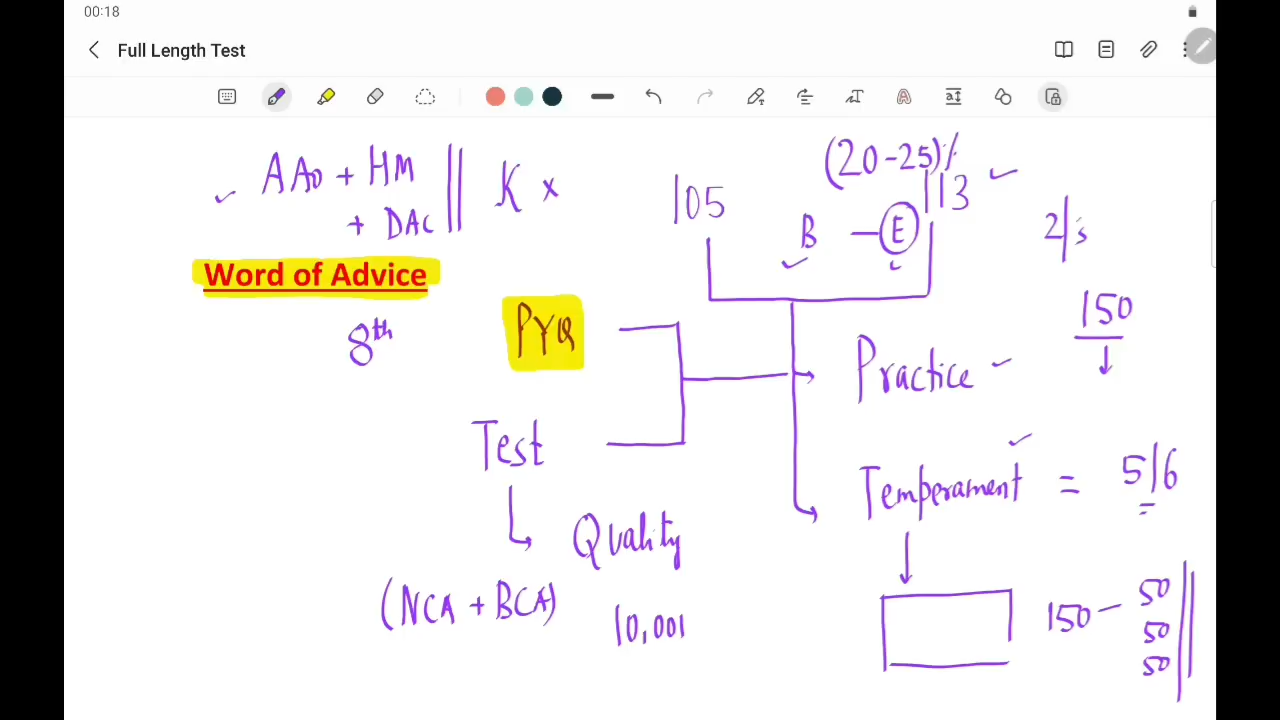 00:18
Full Length Test
AAO + HM
+ DAC
K ×
105
(20-25)%
113
B — E
2/3
Word of Advice
8th
PYQ
150
Practice
Test
Temperament = 5/6
Quality
(NCA + BCA)
10,001
150 — 50
50
50